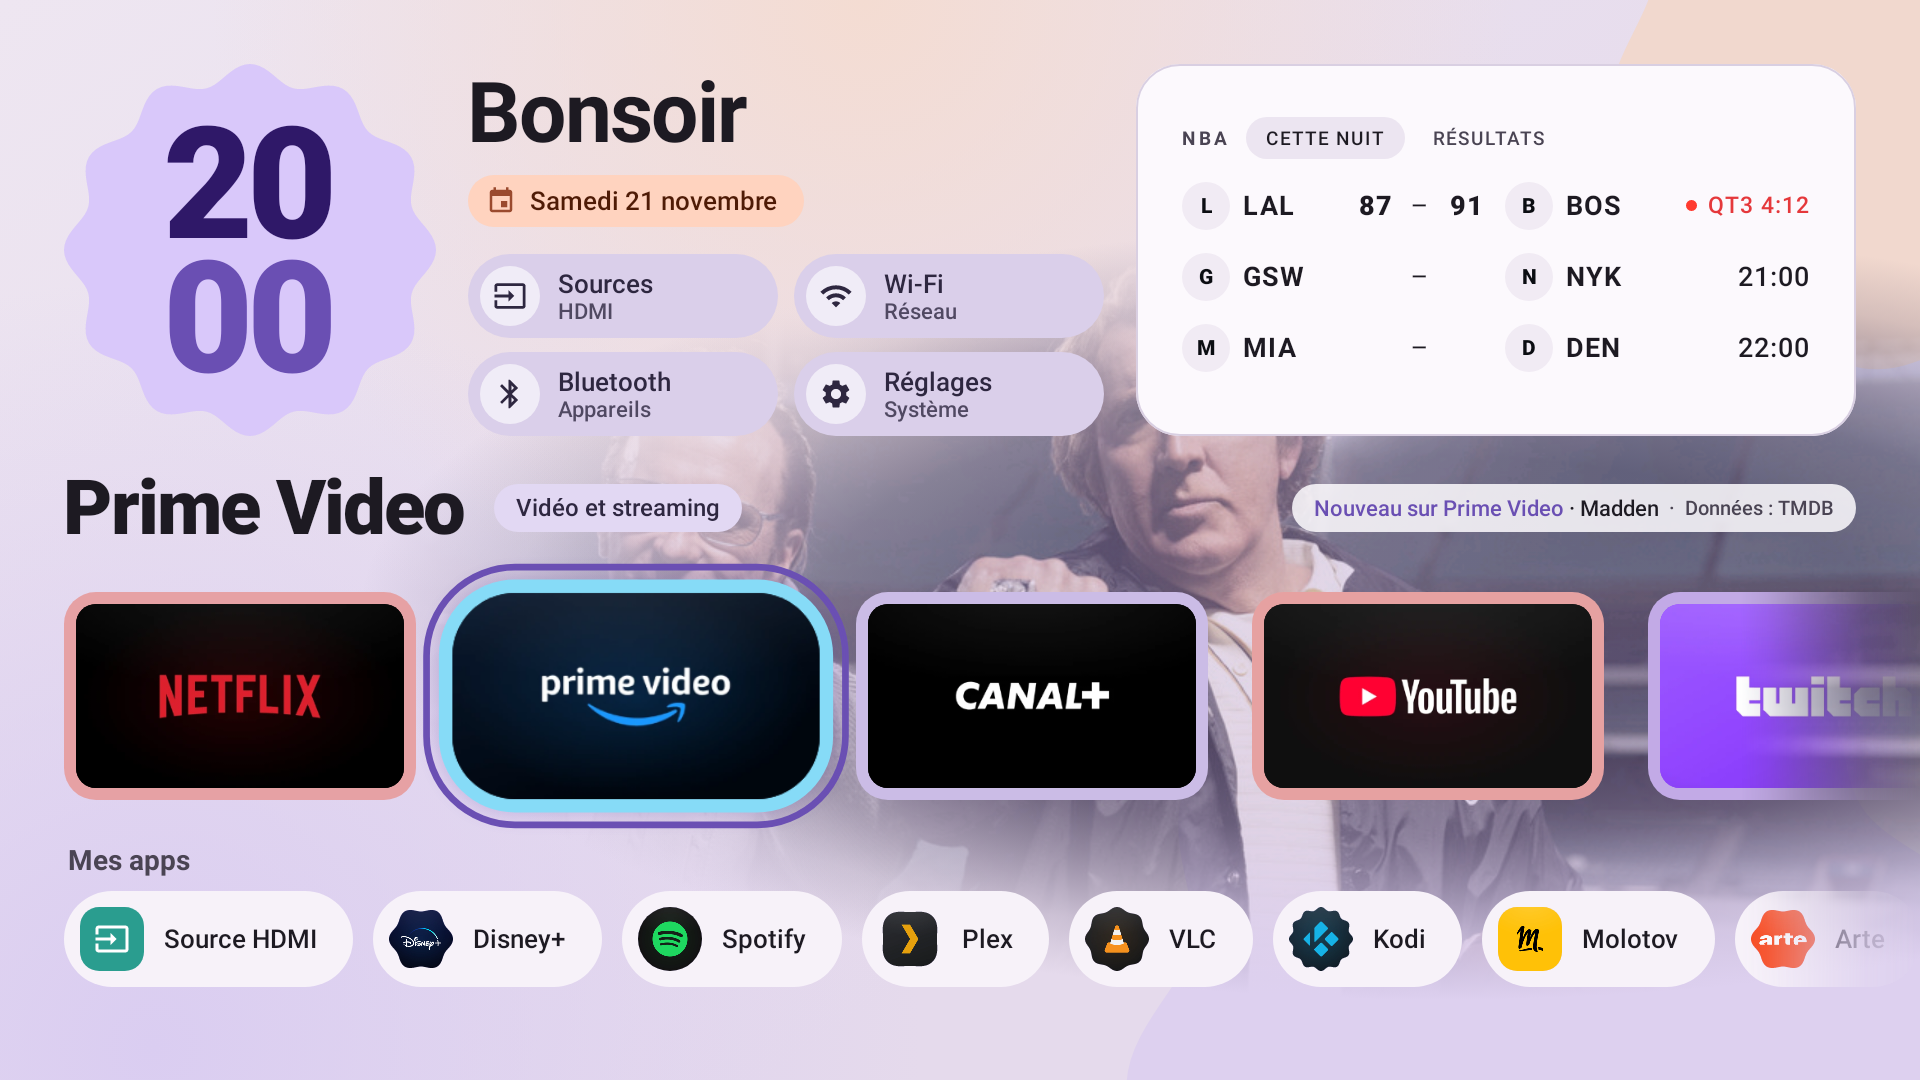 20
00
Bonsoir
Samedi 21 novembre
Sources
HDMI
Wi-Fi
Réseau
Bluetooth
Appareils
Réglages
Système
NBA CETTE NUIT RÉSULTATS
L LAL 87 – 91 B BOS QT3 4:12
G GSW – N NYK 21:00
M MIA – D DEN 22:00
Prime Video
Vidéo et streaming
Nouveau sur Prime Video · Madden · Données : TMDB
NETFLIX
prime video
CANAL+
YouTube
twitch
Mes apps
Source HDMI
Disney+ Disney+
Spotify
Plex
VLC
Kodi
M Molotov
arte Arte